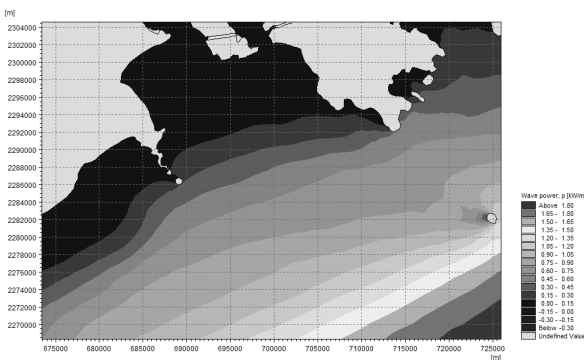 [m]
2304000
2302000
2300000
2298000
2296000
2294000
2292000
2290000
2288000
2286000
2284000
2282000
2280000
2278000
2276000
2274000
2272000
2270000
675000 680000 685000 690000 695000 700000 705000 710000 715000 720000 725000
[m]
Wave power, p [kW/m
Above 1.80
1.65 - 1.80
1.50 - 1.65
1.35 - 1.50
1.20 - 1.35
1.05 - 1.20
0.90 - 1.05
0.75 - 0.90
0.60 - 0.75
0.45 - 0.60
0.30 - 0.45
0.15 - 0.30
0.00 - 0.15
-0.15 - 0.00
-0.30 - -0.15
Below -0.30
Undefined Value